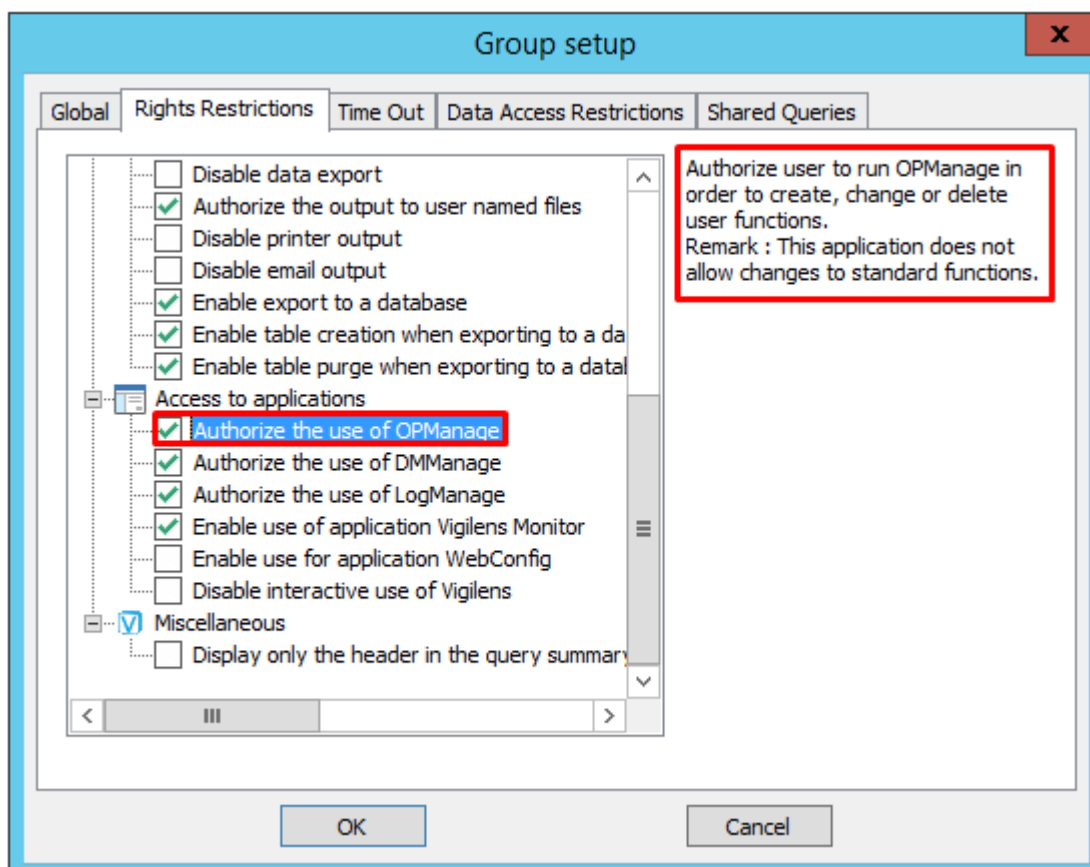 Group setup
x
Global Rights Restrictions Time Out Data Access Restrictions Shared Queries
Disable data export
Authorize the output to user named files
Disable printer output
Disable email output
Enable export to a database
Enable table creation when exporting to a da
Enable table purge when exporting to a datal
Access to applications
Authorize the use of OPManage
Authorize the use of DMManage
Authorize the use of LogManage
Enable use of application Vigilens Monitor
Enable use for application WebConfig
Disable interactive use of Vigilens
Miscellaneous
Display only the header in the query summary
Authorize user to run OPManage in
order to create, change or delete
user functions.
Remark : This application does not
allow changes to standard functions.
OK Cancel